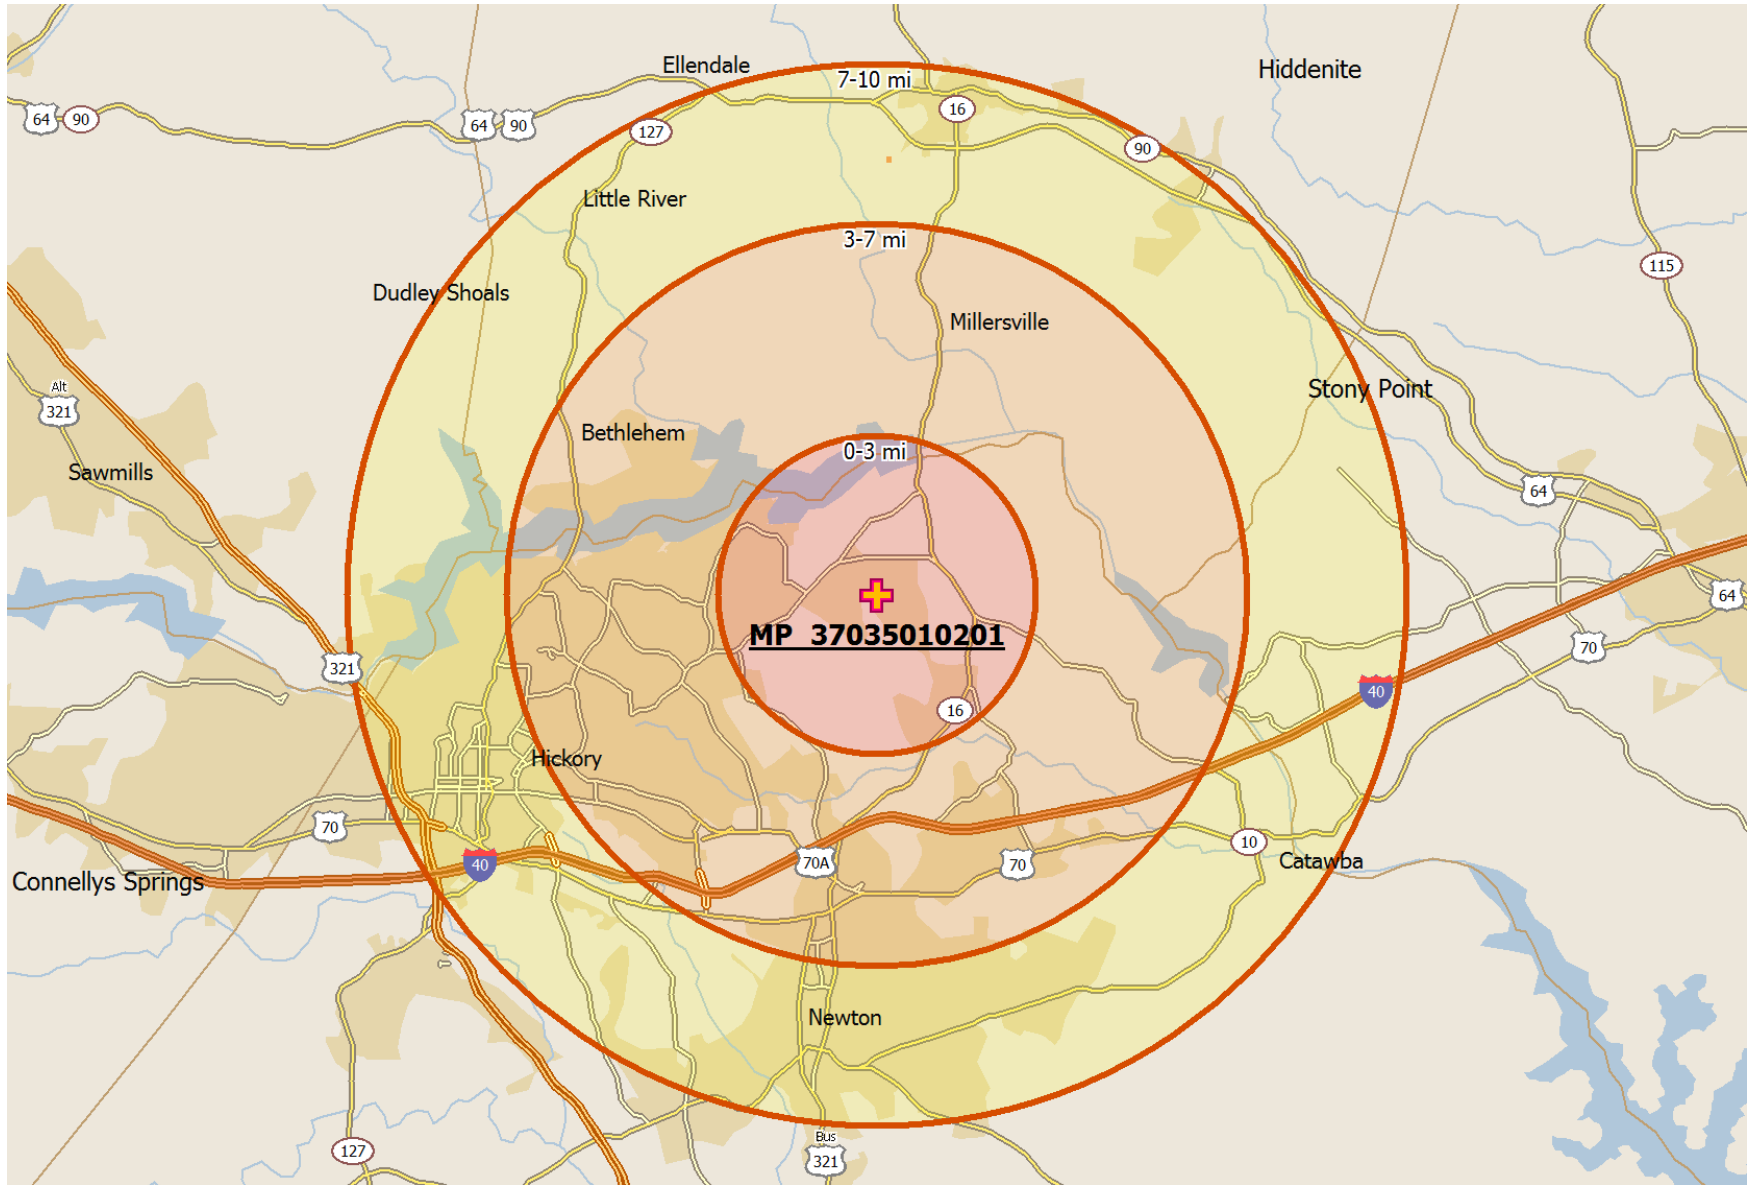 Ellendale
7-10 mi
Hiddenite
64
90
64
90
127
16
90
Little River
3-7 mi
115
Dudley Shoals
Millersville
Alt
321
Stony Point
Bethlehem
0-3 mi
Sawmills
64
MP 37035010201
64
70
321
40
16
Hickory
70
40
70A
70
10
Catawba
Connellys Springs
Newton
Bus
321
127